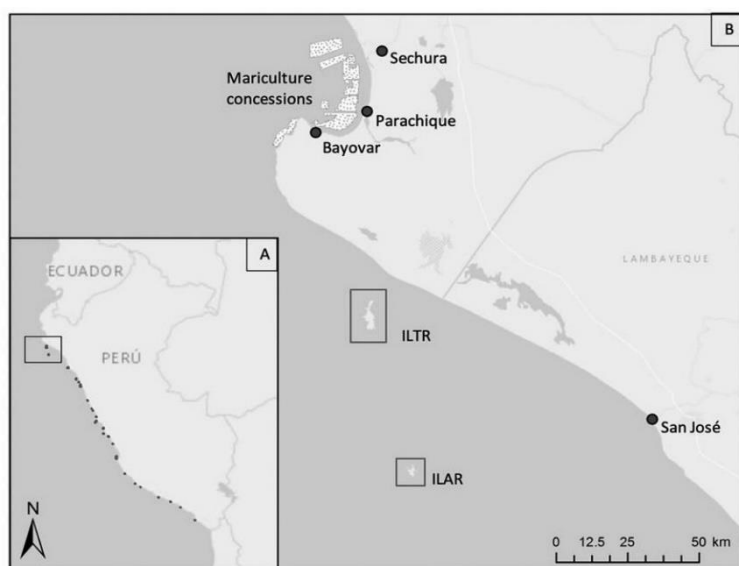 B
Sechura
Mariculture
concessions
Parachique
Bayovar
A
ECUADOR
LAMBAYEQUE
PERÚ
ILTR
San José
ILAR
N
0 12.5 25 50 km